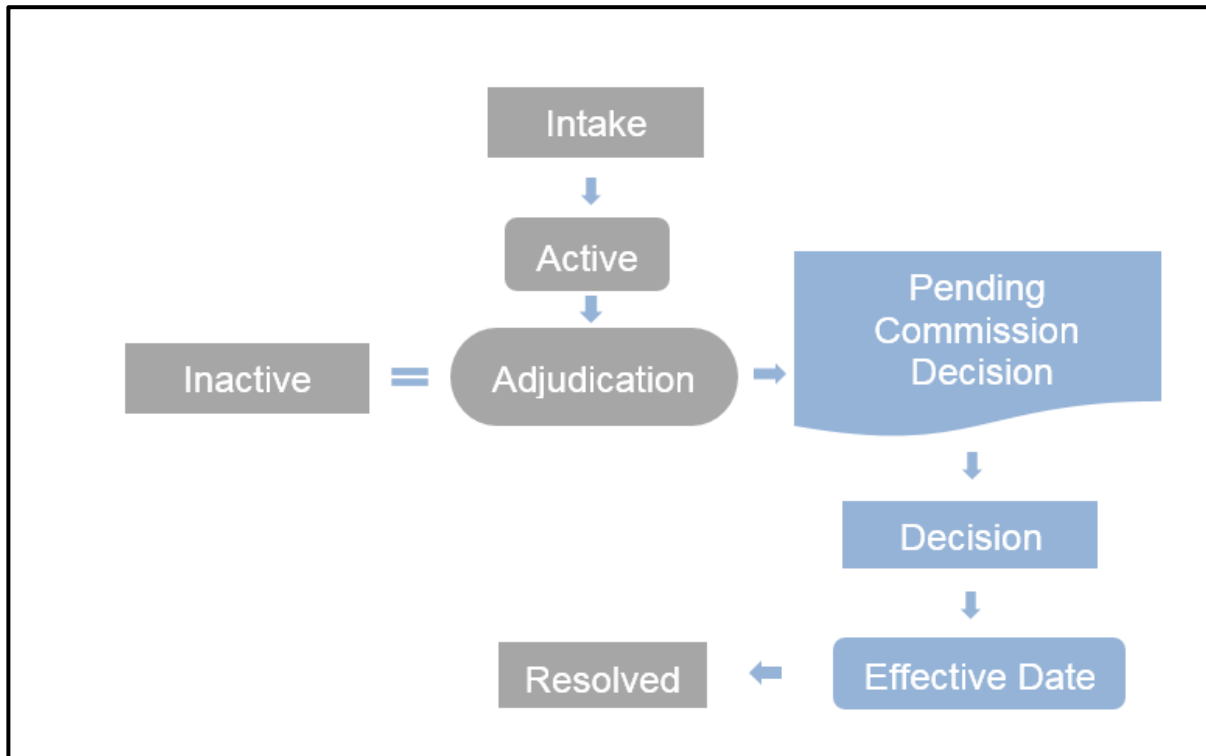 Intake
Active
Inactive
Adjudication
Pending
Commission
Decision
Decision
Resolved
Effective Date